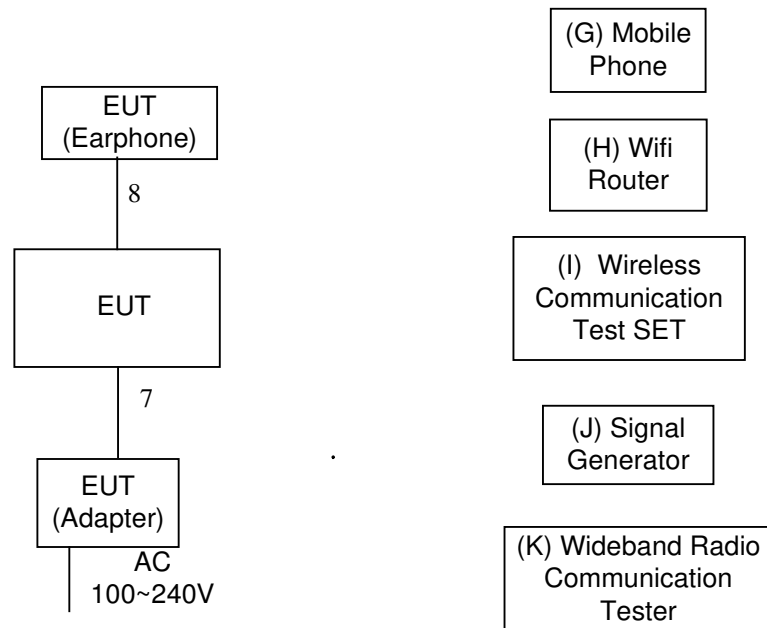 EUT
(Earphone)
8
EUT
7
EUT
(Adapter)
AC
100~240V
(G) Mobile
Phone
(H) Wifi
Router
(I) Wireless
Communication
Test SET
(J) Signal
Generator
(K) Wideband Radio
Communication
Tester